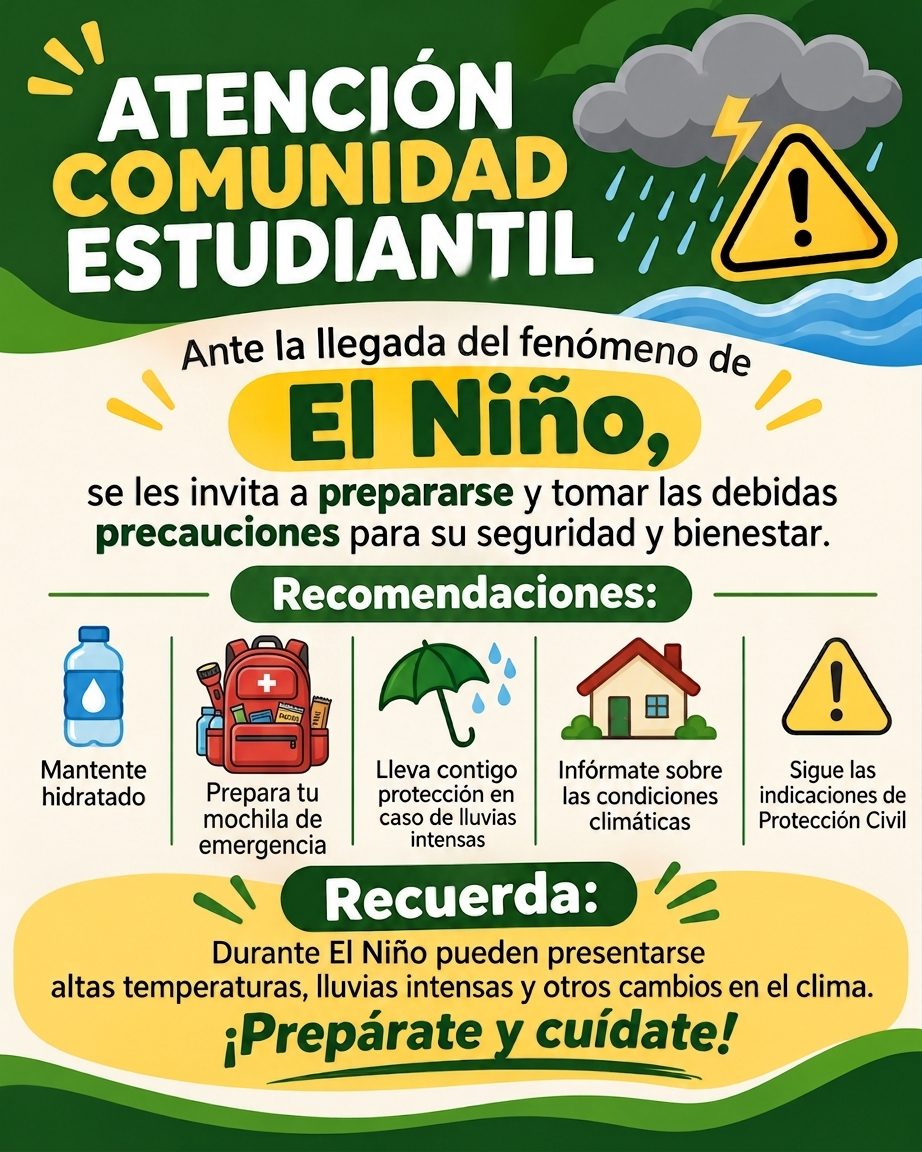 ATENCIÓN
COMUNIDAD
ESTUDIANTIL
Ante la llegada del fenómeno de
El Niño,
se les invita a prepararse y tomar las debidas
precauciones para su seguridad y bienestar.
Recomendaciones:
Mantente
hidratado
Prepara tu
mochila de
emergencia
Lleva contigo
protección en
caso de lluvias
intensas
Infórmate sobre
las condiciones
climáticas
Sigue las
indicaciones de
Protección Civil
Recuerda:
Durante El Niño pueden presentarse
altas temperaturas, lluvias intensas y otros cambios en el clima.
¡Prepárate y cuídate!